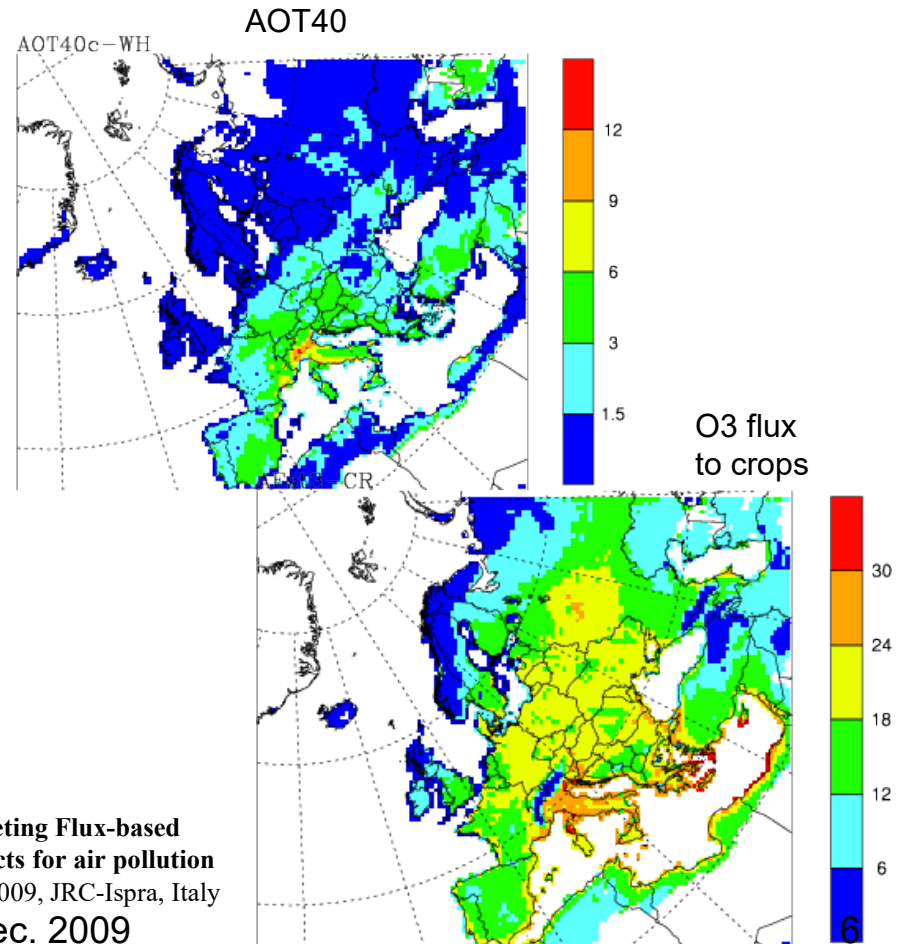 AOT40
AOT40c-WH
12
9
6
3
1.5
O3 flux
to crops
-CR
30
24
18
12
6
eting Flux-based
cts for air pollution
009, JRC-Ispra, Italy
ec. 2009
6